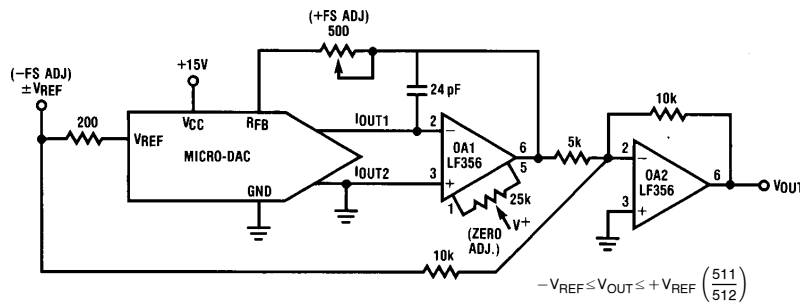 (+FS ADJ)
500
(−FS ADJ)
±VREF
+15V
24 pF
10k
200
VREF
VCC
RFB
IOUT1
2
−
6
5k
2
−
MICRO-DAC
OA1
LF356
5
OA2
LF356
6
VOUT
IOUT2
3
+
25k
3
+
GND
1
V+
(ZERO
ADJ.)
10k
−VREF ≤ VOUT ≤ +VREF (511/512)